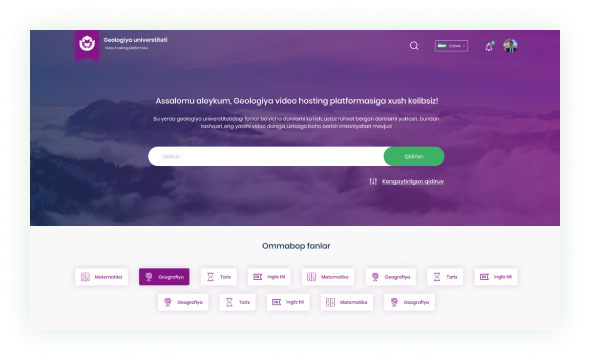 Geologiya universtiteti
Video hosting platformasi
O'zbek
Assalomu aleykum, Geologiya video hosting platformasiga xush kelibsiz!
Bu yerda geologiya universitetidagi fanlar bo'yicha darslarni ko'rish, ustoz ruhsat bergan darslarni yuklash, bundan
tashqari, eng yaxshi video darsga, ustozga baho berish imkoniyatlari mavjud
Qidiruv
Qidirish
Kengaytirilgan qidiruv
Ommabop fanlar
Matematika Geografiya Tarix Ingliz tili Matematika Geografiya Tarix Ingliz tili
Geografiya Tarix Ingliz tili Matematika Geografiya